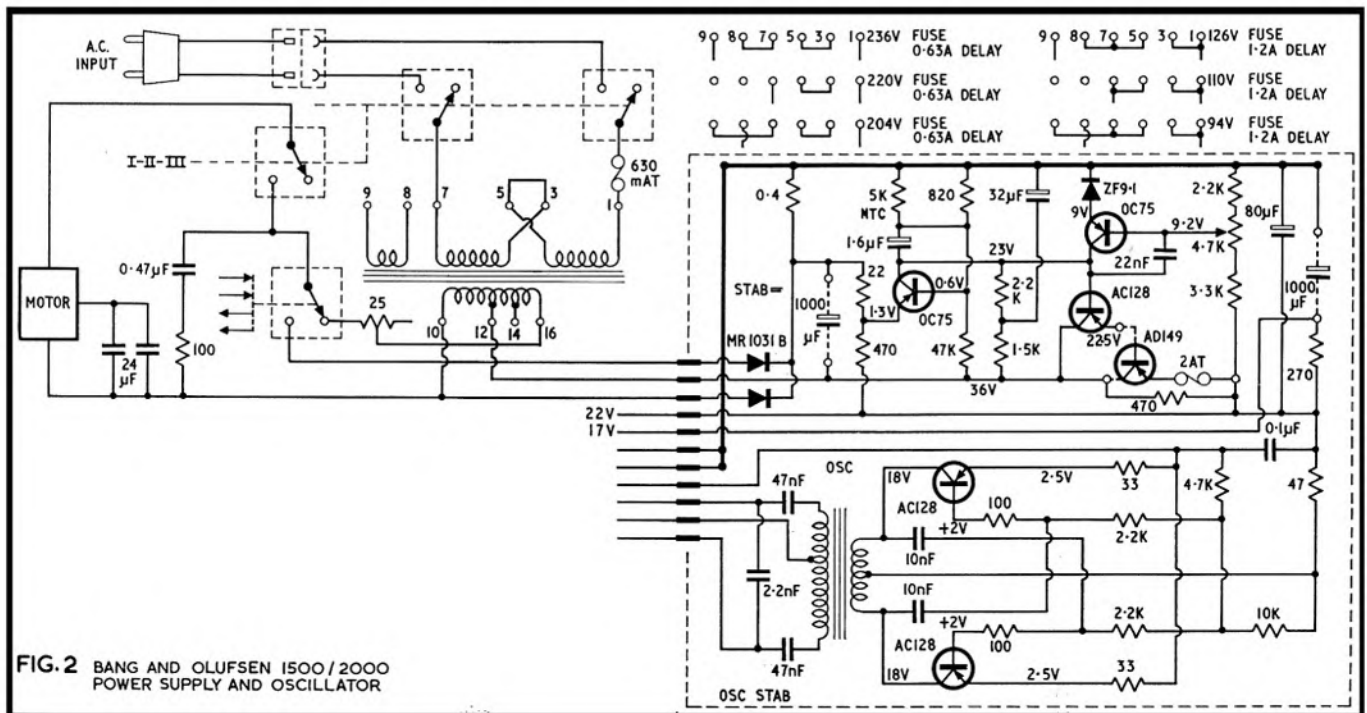 A.C.
INPUT
9 8 7 5 3 1 236V FUSE
0·63A DELAY
220V FUSE
0·63A DELAY
204V FUSE
0·63A DELAY
9 8 7 5 3 1 126V FUSE
1·2A DELAY
110V FUSE
1·2A DELAY
94V FUSE
1·2A DELAY
I-II-III
630
mAT
9 8 7 5 3 1
0·47µF
MOTOR
24
µF
100
25
10 12 14 16
0·4
5K
NTC
820
32µF
ZF9·1
9V
OC75
9·2V
2·2K
4·7K
80µF
1·6µF
23V
22nF
1000
µF
STAB=
1000
µF
22
1·3V
0·6V
OC75
2·2
K
AC128
3·3K
22·5V
AD149
MR1031B
470
47K
1·5K
2AT
270
36V
470
22V
17V
0·1µF
OSC
47nF
18V
2·5V
33
4·7K
47
AC128
100
+2V
2·2K
10nF
2·2nF
10nF
+2V
2·2K
10K
AC128
100
47nF
18V
2·5V
33
OSC STAB
FIG. 2 BANG AND OLUFSEN 1500/2000
POWER SUPPLY AND OSCILLATOR